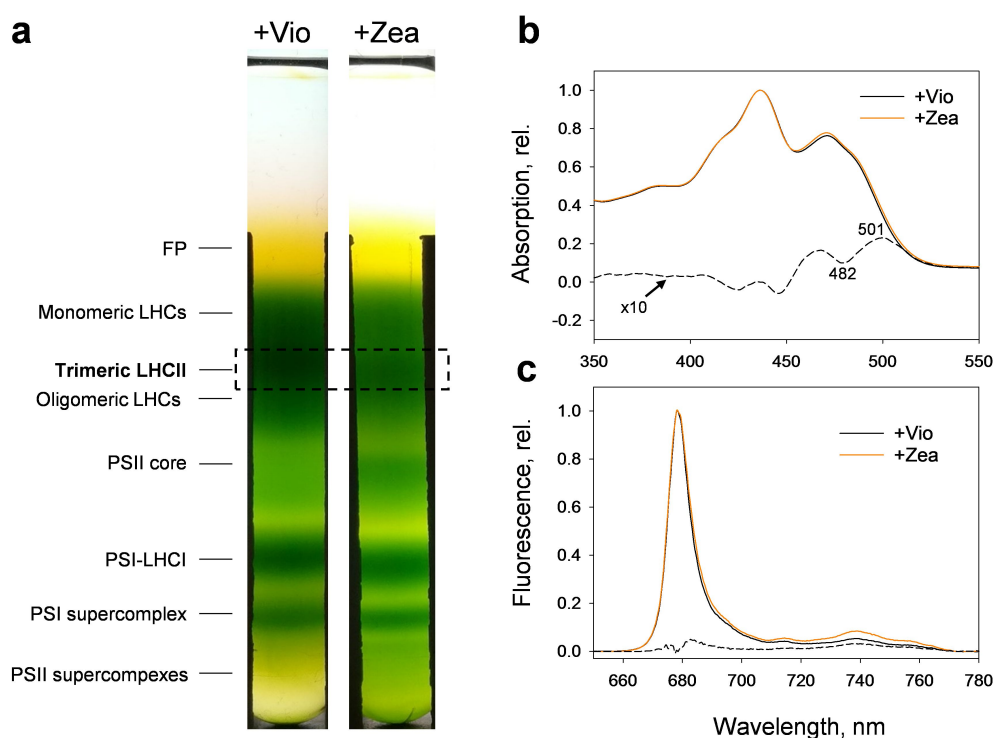 a
+Vio
+Zea
FP
Monomeric LHCs
Trimeric LHCII
Oligomeric LHCs
PSII core
PSI-LHCI
PSI supercomplex
PSII supercompexes
b
1.0
0.8
0.6
0.4
0.2
0.0
-0.2
Absorption, rel.
+Vio
+Zea
501
482
x10
350
400
450
500
550
c
1.0
0.8
0.6
0.4
0.2
0.0
Fluorescence, rel.
+Vio
+Zea
660
680
700
720
740
760
780
Wavelength, nm